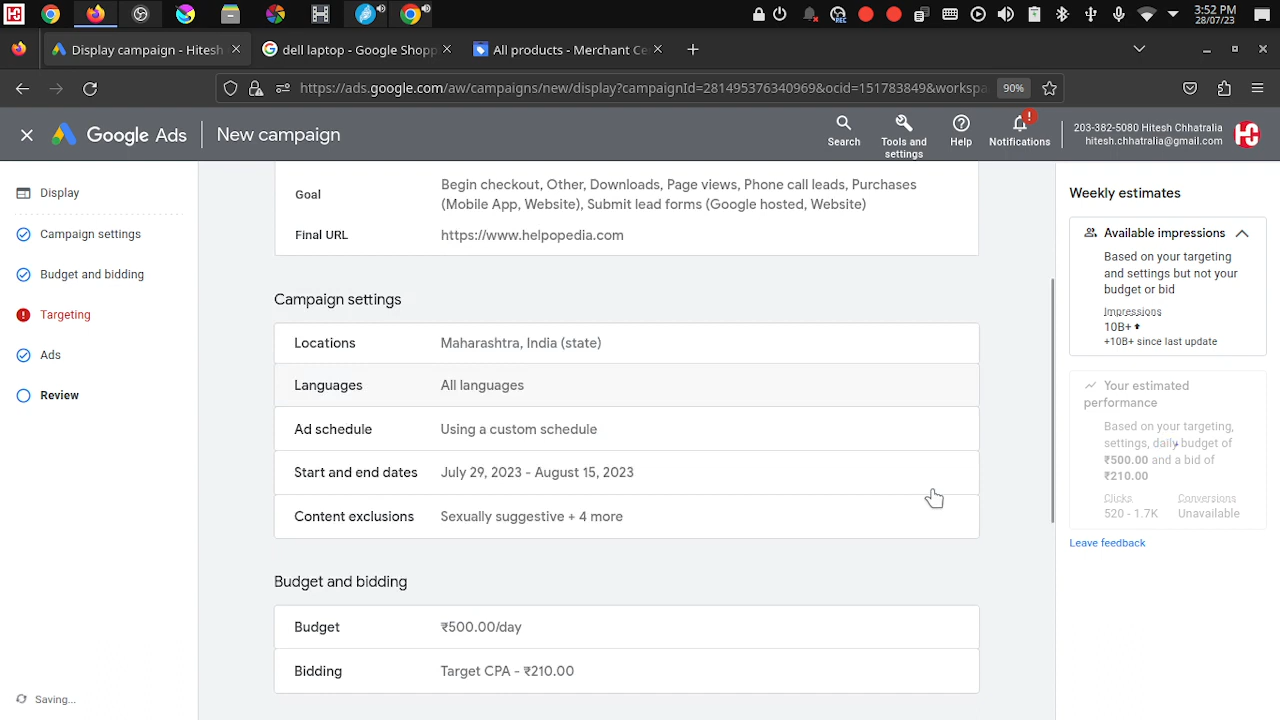 3:52 PM
28/07/23
Display campaign - Hitesh
dell laptop - Google Shopp
All products - Merchant Ce
https://ads.google.com/aw/campaigns/new/display?campaignId=281495376340969&ocid=151783849&workspa
90%
Google Ads
New campaign
Search
Tools and settings
Help
Notifications
203-382-5080 Hitesh Chhatralia
hitesh.chhatralia@gmail.com
Display
Campaign settings
Budget and bidding
Targeting
Ads
Review
Saving...
Goal
Begin checkout, Other, Downloads, Page views, Phone call leads, Purchases
(Mobile App, Website), Submit lead forms (Google hosted, Website)
Final URL
https://www.helpopedia.com
Campaign settings
Locations
Maharashtra, India (state)
Languages
All languages
Ad schedule
Using a custom schedule
Start and end dates
July 29, 2023 - August 15, 2023
Content exclusions
Sexually suggestive + 4 more
Budget and bidding
Budget
₹500.00/day
Bidding
Target CPA - ₹210.00
Weekly estimates
Available impressions
Based on your targeting
and settings but not your
budget or bid
Impressions
10B+
+10B+ since last update
Your estimated
performance
Based on your targeting,
settings, daily budget of
₹500.00 and a bid of
₹210.00
Clicks
520 - 1.7K
Conversions
Unavailable
Leave feedback